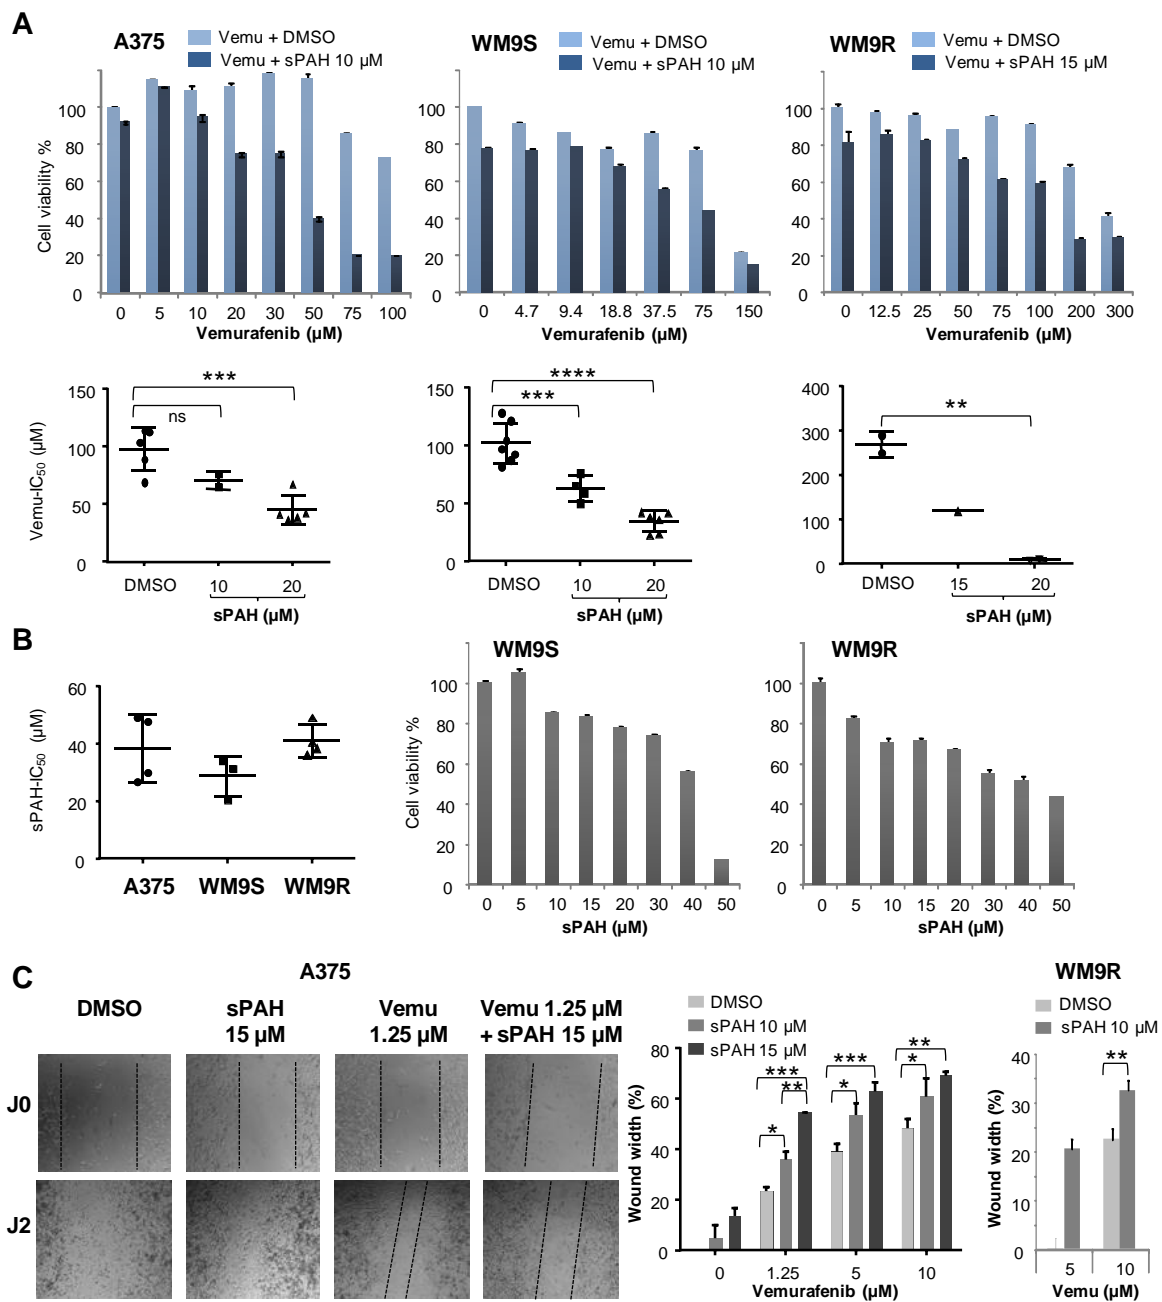 A
A375
Vemu + DMSO
Vemu + sPAH 10 µM
WM9S
Vemu + DMSO
Vemu + sPAH 10 µM
WM9R
Vemu + DMSO
Vemu + sPAH 15 µM
Cell viability %
100
80
60
40
20
0
0 5 10 20 30 50 75 100
Vemurafenib (µM)
100
80
60
40
20
0
0 4.7 9.4 18.8 37.5 75 150
Vemurafenib (µM)
100
80
60
40
20
0
0 12.5 25 50 75 100 200 300
Vemurafenib (µM)
Vemu-IC50 (µM)
150
100
50
0
***
ns
DMSO 10 20
sPAH (µM)
150
100
50
0
****
***
DMSO 10 20
sPAH (µM)
400
300
200
100
0
**
DMSO 15 20
sPAH (µM)
B
sPAH-IC50 (µM)
60
40
20
0
A375 WM9S WM9R
WM9S
Cell viability %
100
80
60
40
20
0
0 5 10 15 20 30 40 50
sPAH (µM)
WM9R
100
80
60
40
20
0
0 5 10 15 20 30 40 50
sPAH (µM)
C
A375
DMSO
sPAH
15 µM
Vemu
1.25 µM
Vemu 1.25 µM
+ sPAH 15 µM
J0
J2
DMSO
sPAH 10 µM
sPAH 15 µM
Wound width (%)
80
60
40
20
0
***
**
*
***
*
**
*
0 1.25 5 10
Vemurafenib (µM)
WM9R
DMSO
sPAH 10 µM
Wound width (%)
40
30
20
10
0
**
5 10
Vemu (µM)